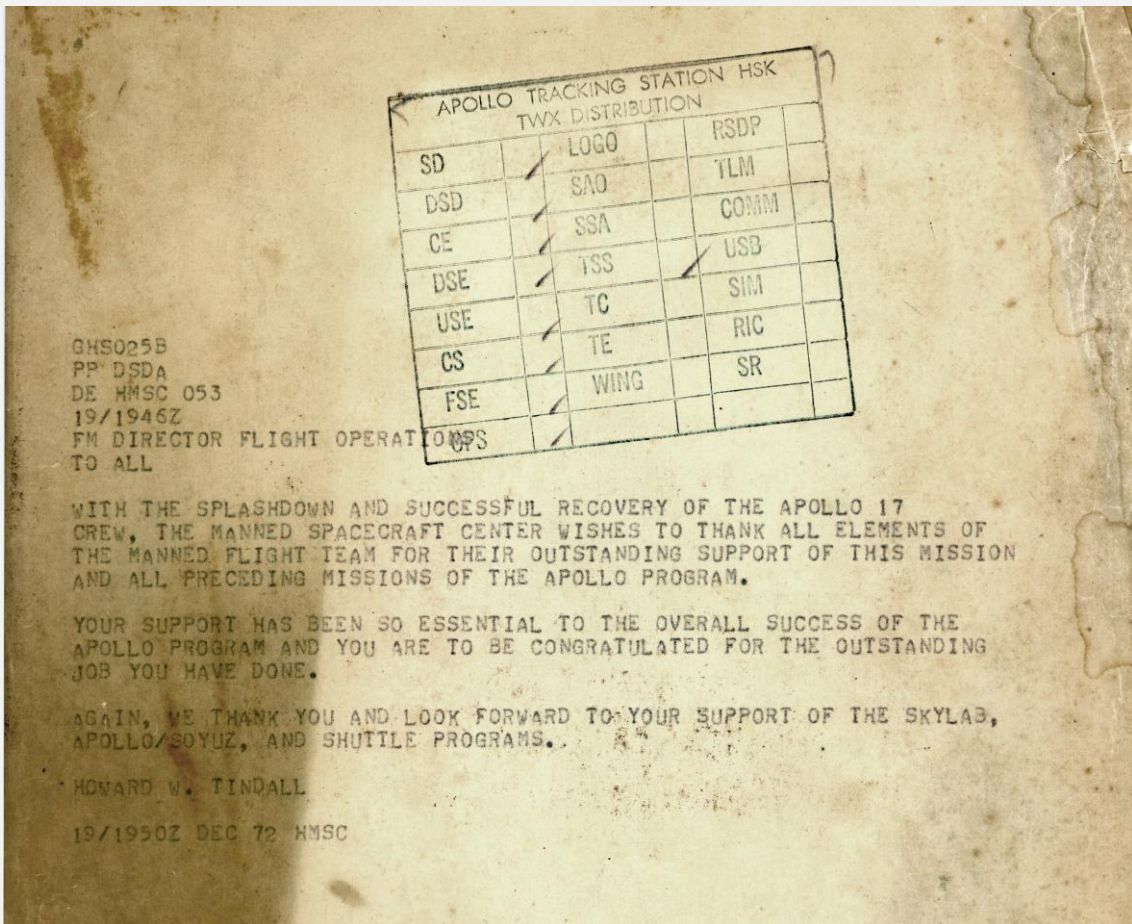 APOLLO TRACKING STATION HSK
TWX DISTRIBUTION
SD LOGO RSDP
DSD SAO TLM
CE SSA COMM
DSE TSS USB
USE TC SIM
CS TE RIC
FSE WING SR
OPS
GHS025B
PP DSDA
DE HMSC 053
19/1946Z
FM DIRECTOR FLIGHT OPERATIONS
TO ALL
WITH THE SPLASHDOWN AND SUCCESSFUL RECOVERY OF THE APOLLO 17
CREW, THE MANNED SPACECRAFT CENTER WISHES TO THANK ALL ELEMENTS OF
THE MANNED FLIGHT TEAM FOR THEIR OUTSTANDING SUPPORT OF THIS MISSION
AND ALL PRECEDING MISSIONS OF THE APOLLO PROGRAM.
YOUR SUPPORT HAS BEEN SO ESSENTIAL TO THE OVERALL SUCCESS OF THE
APOLLO PROGRAM AND YOU ARE TO BE CONGRATULATED FOR THE OUTSTANDING
JOB YOU HAVE DONE.
AGAIN, WE THANK YOU AND LOOK FORWARD TO YOUR SUPPORT OF THE SKYLAB,
APOLLO/SOYUZ, AND SHUTTLE PROGRAMS.
HOWARD W. TINDALL
19/1950Z DEC 72 HMSC